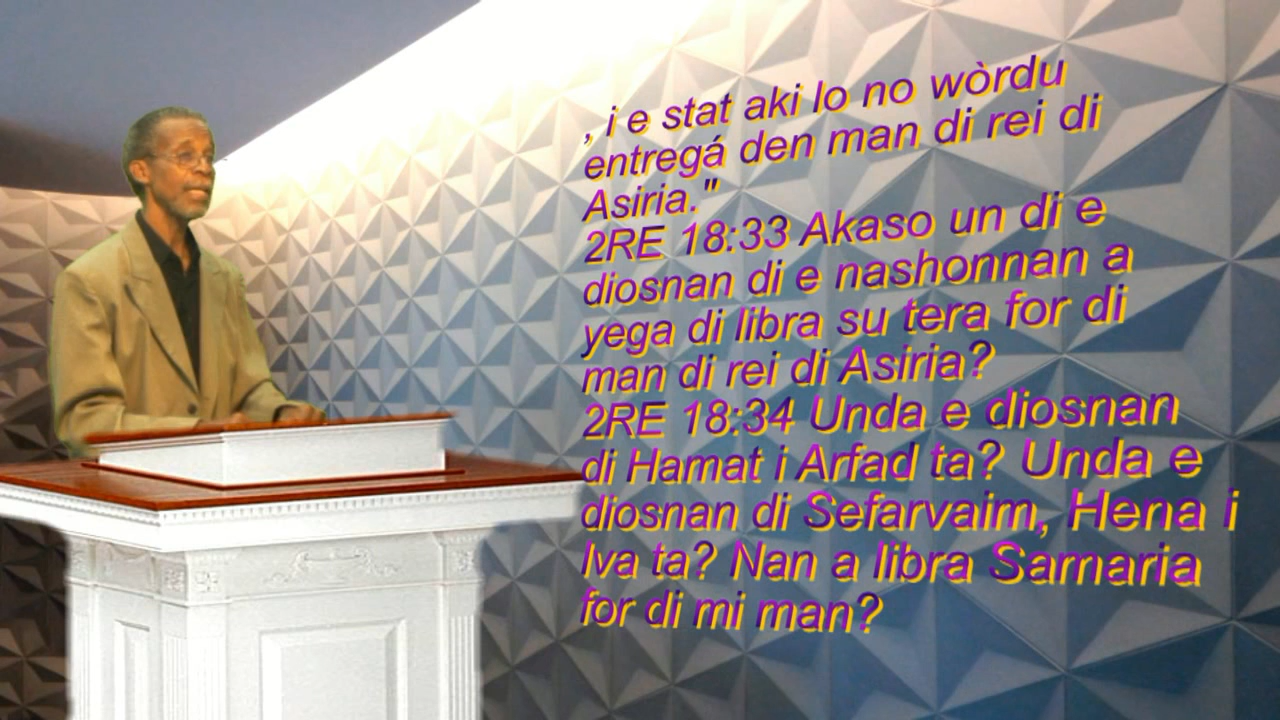 , i e stat aki lo no wòrdu
entregá den man di rei di
Asiria."
2RE 18:33 Akaso un di e
diosnan di e nashonnan a
yega di libra su tera for di
man di rei di Asiria?
2RE 18:34 Unda e diosnan
di Hamat i Arfad ta? Unda e
diosnan di Sefarvaim, Hena i
Iva ta? Nan a libra Samaria
for di mi man?